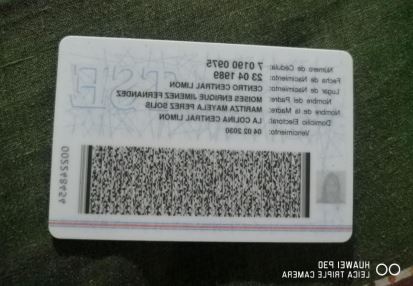 TSE
Número de Cédula: 7 0190 0975
Fecha de Nacimiento: 23 04 1989
Lugar de Nacimiento: CENTRO CENTRAL LIMON
Nombre del Padre: MOISES ENRIQUE JIMENEZ FERNANDEZ
Nombre de la Madre: MARITZA MAYELA PEREZ SOLIS
Domicilio Electoral: LA COLINA CENTRAL LIMON
Vencimiento: 04 02 2030
HUAWEI P30
LEICA TRIPLE CAMERA